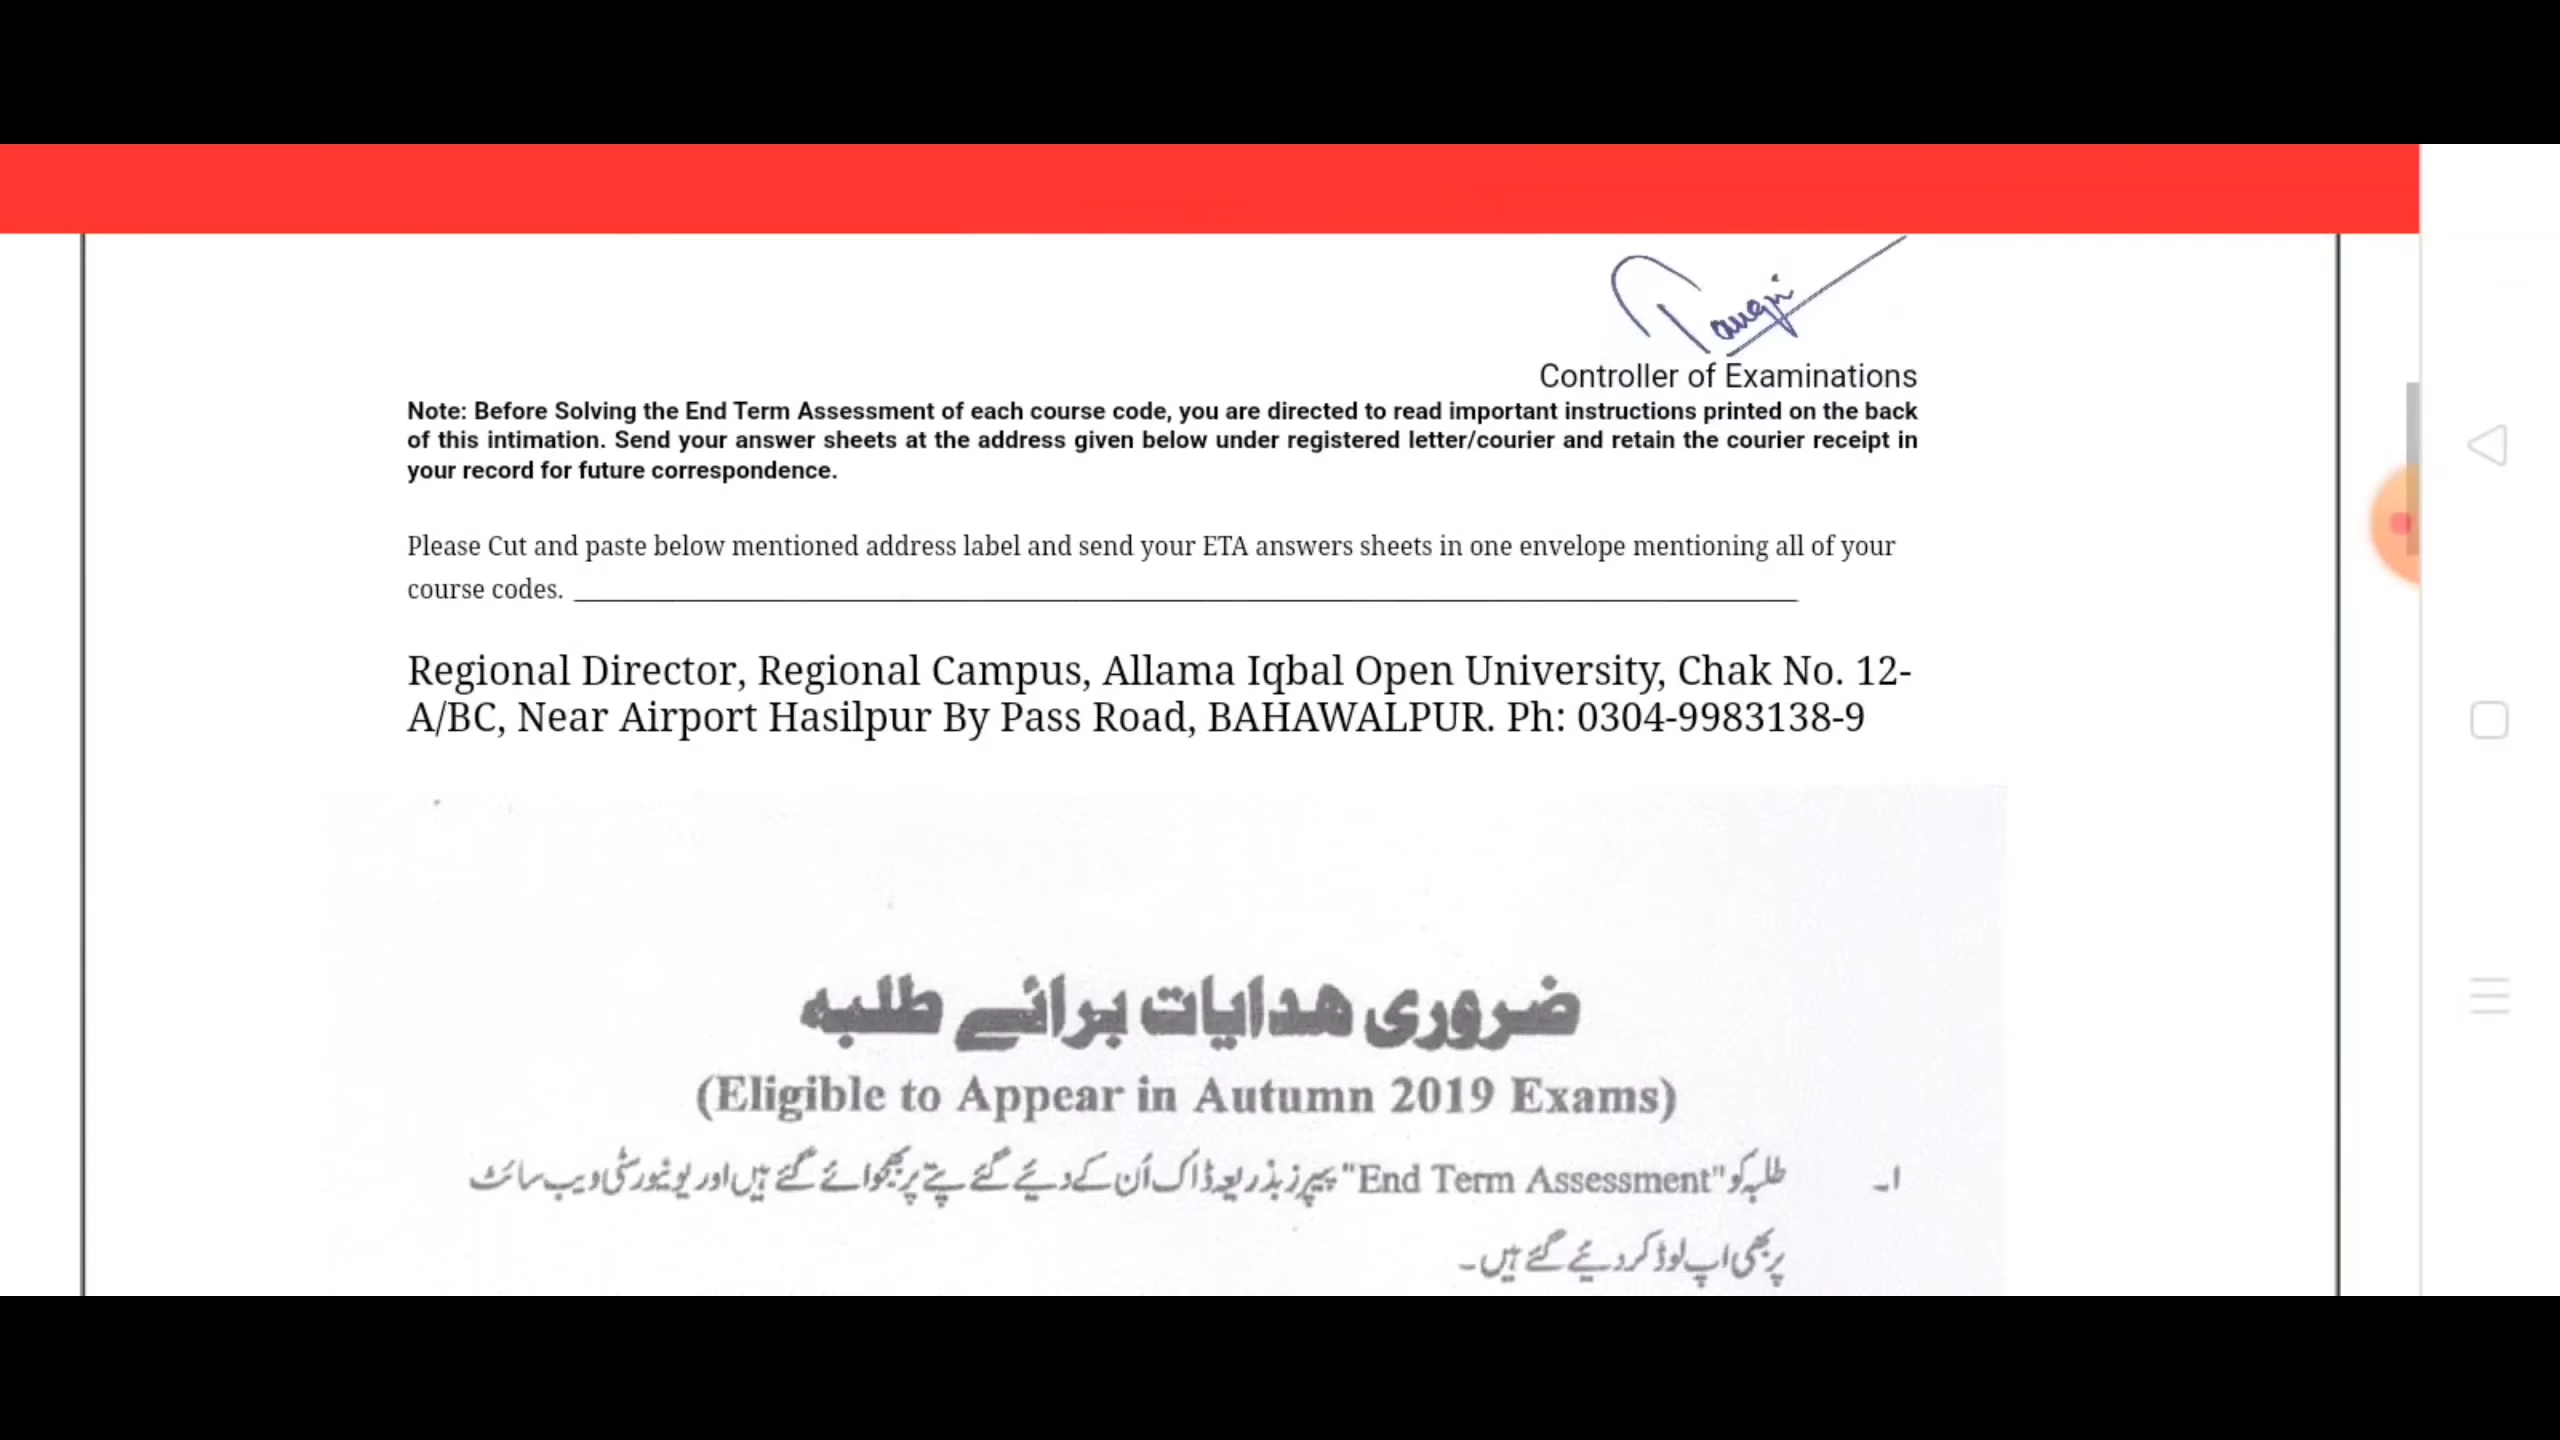 Controller of Examinations
Note: Before Solving the End Term Assessment of each course code, you are directed to read important instructions printed on the back
of this intimation. Send your answer sheets at the address given below under registered letter/courier and retain the courier receipt in
your record for future correspondence.
Please Cut and paste below mentioned address label and send your ETA answers sheets in one envelope mentioning all of your
course codes.
Regional Director, Regional Campus, Allama Iqbal Open University, Chak No. 12-
A/BC, Near Airport Hasilpur By Pass Road, BAHAWALPUR. Ph: 0304-9983138-9
ضروری ھدایات برائے طلبہ
(Eligible to Appear in Autumn 2019 Exams)
۱۔ طلبہ کو "End Term Assessment" پیپرز بذریعہ ڈاک اُن کے دیئے گئے پتے پر بھجوائے گئے ہیں اور یونیورسٹی ویب سائٹ
پر بھی اپ لوڈ کر دیئے گئے ہیں۔